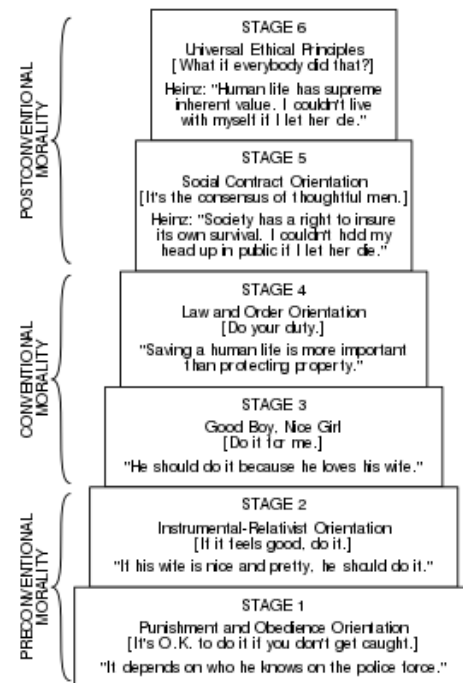 STAGE 6
Universal Ethical Principles
[What if everybody did that?]
Heinz: "Human life has supreme
inherent value. I couldn't live
with myself if I let her die."
STAGE 5
Social Contract Orientation
[It's the consensus of thoughtful men.]
Heinz: "Society has a right to insure
its own survival. I couldn't hold my
head up in public if I let her die."
POSTCONVENTIONAL
MORALITY
STAGE 4
Law and Order Orientation
[Do your duty.]
"Saving a human life is more important
than protecting property."
STAGE 3
Good Boy, Nice Girl
[Do it for me.]
"He should do it because he loves his wife."
CONVENTIONAL
MORALITY
STAGE 2
Instrumental-Relativist Orientation
[If it feels good, do it.]
"If his wife is nice and pretty, he should do it."
STAGE 1
Punishment and Obedience Orientation
[It's O.K. to do it if you don't get caught.]
"It depends on who he knows on the police force."
PRECONVENTIONAL
MORALITY